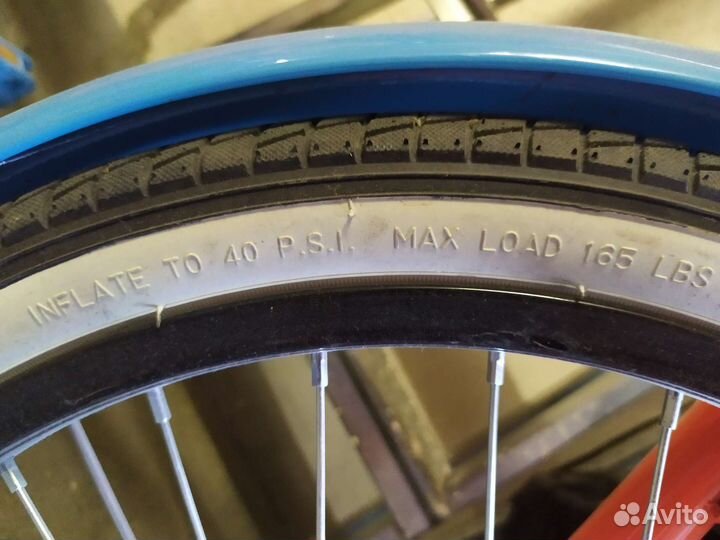 INFLATE TO 40 P.S.I. MAX LOAD 165 LBS
Avito